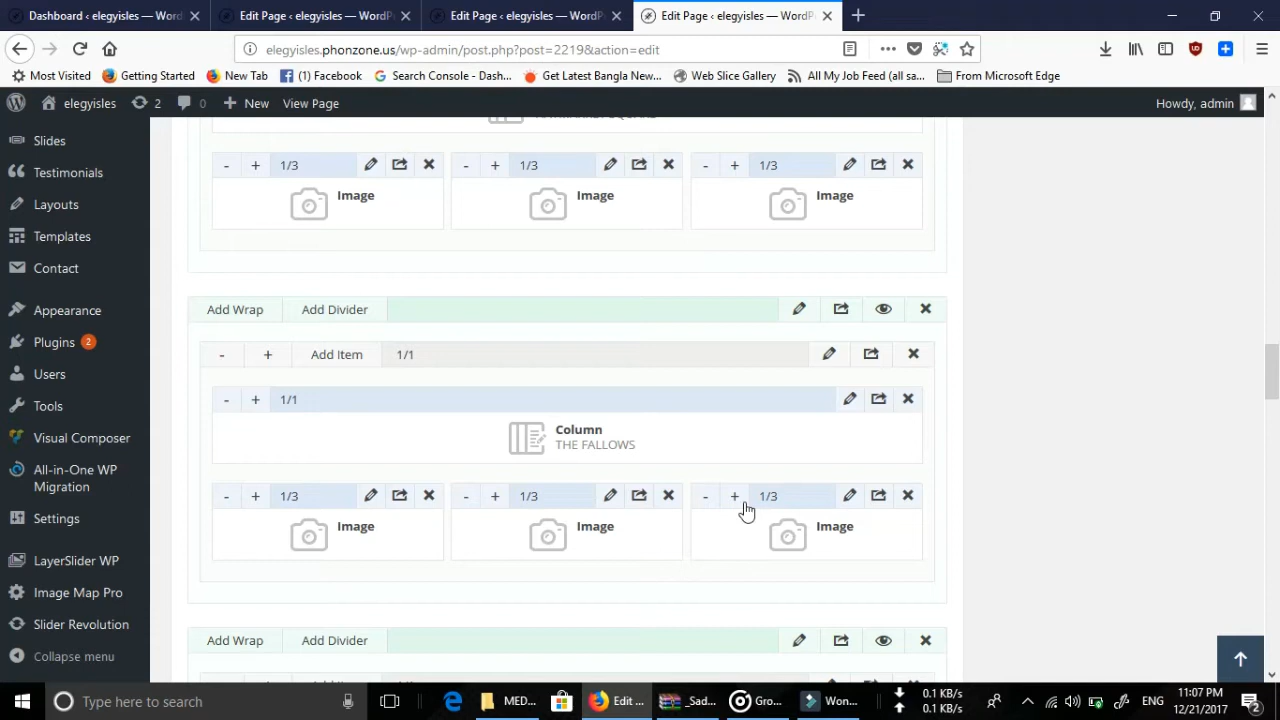 Dashboard ‹ elegyisles — WordP
Edit Page ‹ elegyisles — WordP
Edit Page ‹ elegyisles — WordP
Edit Page ‹ elegyisles — WordP
elegyisles.phonzone.us/wp-admin/post.php?post=2219&action=edit
Most Visited
Getting Started
New Tab
(1) Facebook
Search Console - Dash...
Get Latest Bangla New...
Web Slice Gallery
All My Job Feed (all sa...
From Microsoft Edge
elegyisles
2
0
New
View Page
Howdy, admin
Slides
Testimonials
Layouts
Templates
Contact
Appearance
Plugins 2
Users
Tools
Visual Composer
All-in-One WP
Migration
Settings
LayerSlider WP
Image Map Pro
Slider Revolution
Collapse menu
- + 1/3
- + 1/3
- + 1/3
Image
Image
Image
Add Wrap
Add Divider
- + Add Item 1/1
- + 1/1
Column
THE FALLOWS
- + 1/3
- + 1/3
- + 1/3
Image
Image
Image
Add Wrap
Add Divider
Type here to search
MED...
Edit ...
_Sad...
Gro...
Won...
0.1 KB/s
0.1 KB/s
ENG
11:07 PM
12/21/2017
2